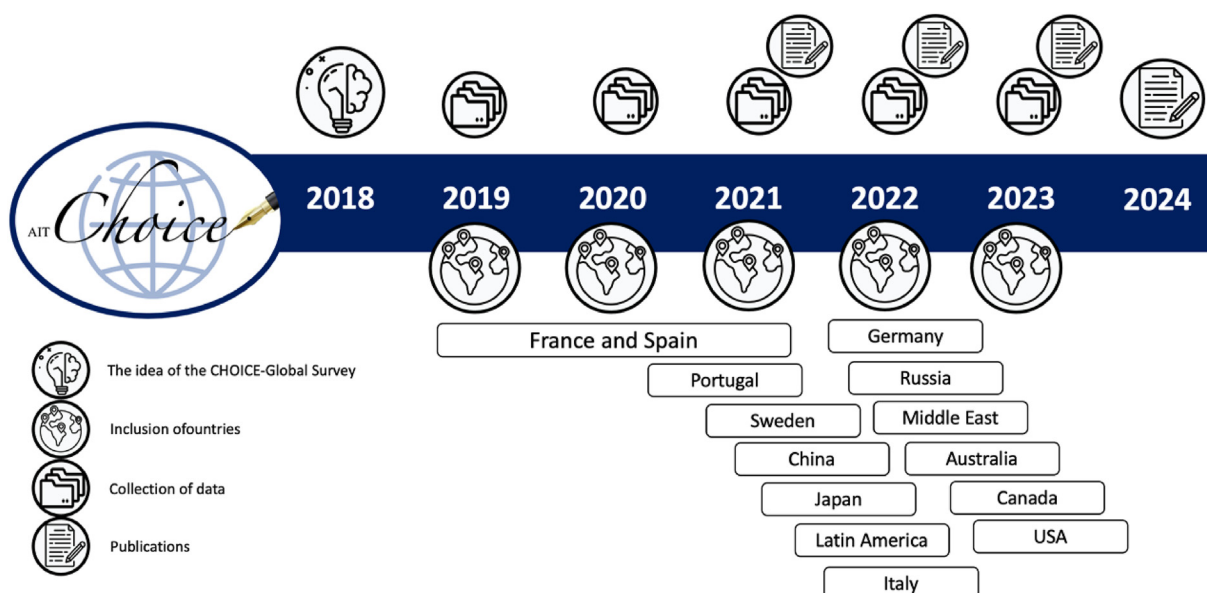 2018 2019 2020 2021 2022 2023 2024
AIT Choice
France and Spain
Germany
Portugal
Russia
Sweden
Middle East
China
Australia
Japan
Canada
Latin America
USA
Italy
The idea of the CHOICE-Global Survey
Inclusion ofountries
Collection of data
Publications